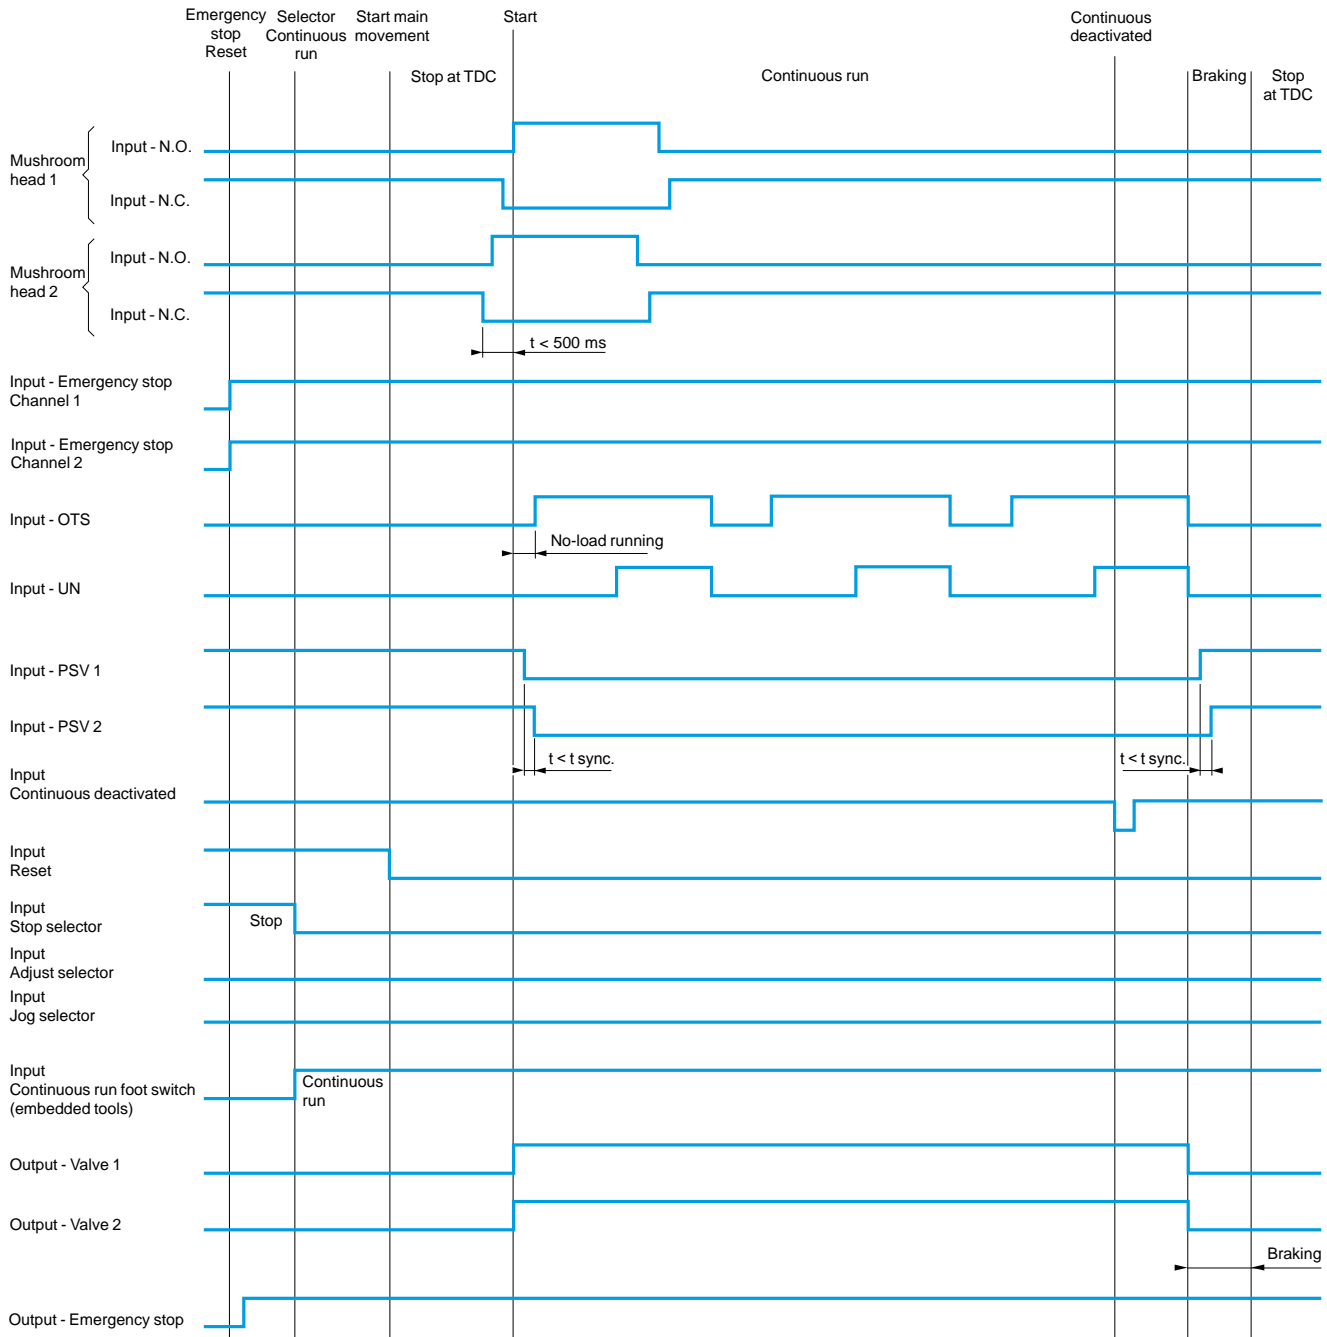 Emergency
stop
Reset
Selector
Continuous
run
Start main
movement
Start
Continuous
deactivated
Stop at TDC
Continuous run
Braking
Stop
at TDC
Mushroom
head 1
Input - N.O.
Input - N.C.
Mushroom
head 2
Input - N.O.
Input - N.C.
t < 500 ms
Input - Emergency stop
Channel 1
Input - Emergency stop
Channel 2
Input - OTS
No-load running
Input - UN
Input - PSV 1
Input - PSV 2
t < t sync.
t < t sync.
Input
Continuous deactivated
Input
Reset
Input
Stop selector
Stop
Input
Adjust selector
Input
Jog selector
Input
Continuous run foot switch
(embedded tools)
Continuous
run
Output - Valve 1
Output - Valve 2
Braking
Output - Emergency stop